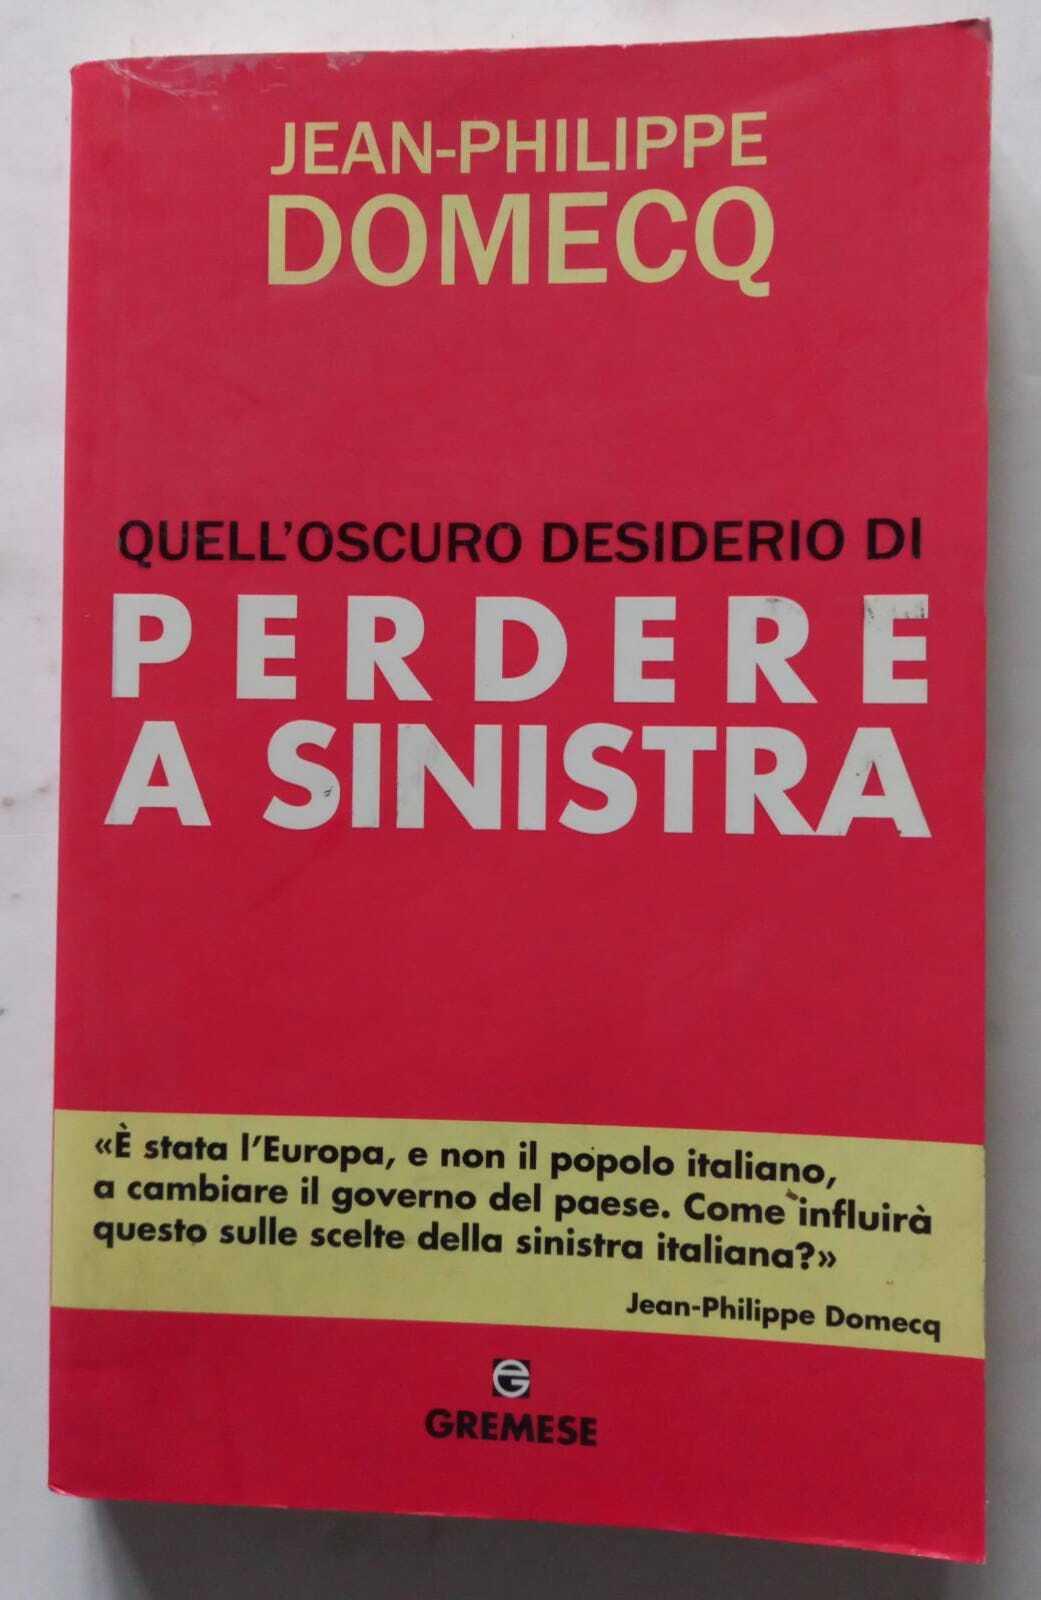 JEAN-PHILIPPE
DOMECQ
QUELL'OSCURO DESIDERIO DI
PERDERE
A SINISTRA
«È stata l'Europa, e non il popolo italiano,
a cambiare il governo del paese. Come influirà
questo sulle scelte della sinistra italiana?»
Jean-Philippe Domecq
GREMESE